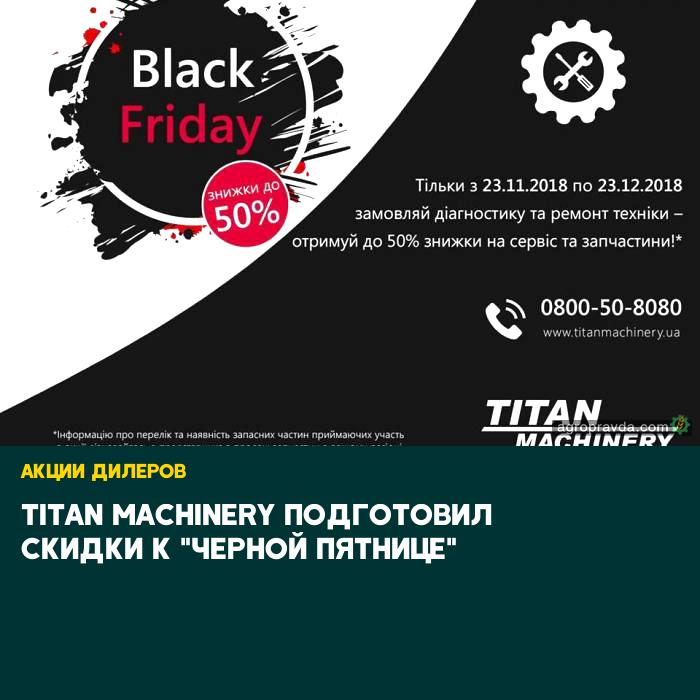 Black
Friday
ЗНИЖКИ ДО
50%
Тільки з 23.11.2018 по 23.12.2018
замовляй діагностику та ремонт техніки –
отримуй до 50% знижки на сервіс та запчастини!*
0800-50-8080
www.titanmachinery.ua
TITAN
agropravda.com
MACHINERY
*Інформацію про перелік та наявність запасних частин приймаючих участь
АКЦИИ ДИЛЕРОВ
TITAN MACHINERY ПОДГОТОВИЛ
СКИДКИ К "ЧЕРНОЙ ПЯТНИЦЕ"